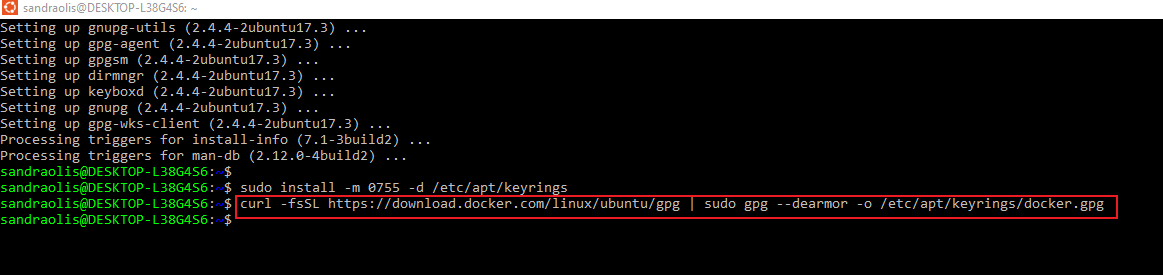 sandraolis@DESKTOP-L38G4S6: ~
Setting up gnupg-utils (2.4.4-2ubuntu17.3) ...
Setting up gpg-agent (2.4.4-2ubuntu17.3) ...
Setting up gpgsm (2.4.4-2ubuntu17.3) ...
Setting up dirmngr (2.4.4-2ubuntu17.3) ...
Setting up keyboxd (2.4.4-2ubuntu17.3) ...
Setting up gnupg (2.4.4-2ubuntu17.3) ...
Setting up gpg-wks-client (2.4.4-2ubuntu17.3) ...
Processing triggers for install-info (7.1-3build2) ...
Processing triggers for man-db (2.12.0-4build2) ...
sandraolis@DESKTOP-L38G4S6:~$
sandraolis@DESKTOP-L38G4S6:~$ sudo install -m 0755 -d /etc/apt/keyrings
sandraolis@DESKTOP-L38G4S6:~$ curl -fsSL https://download.docker.com/linux/ubuntu/gpg | sudo gpg --dearmor -o /etc/apt/keyrings/docker.gpg
sandraolis@DESKTOP-L38G4S6:~$